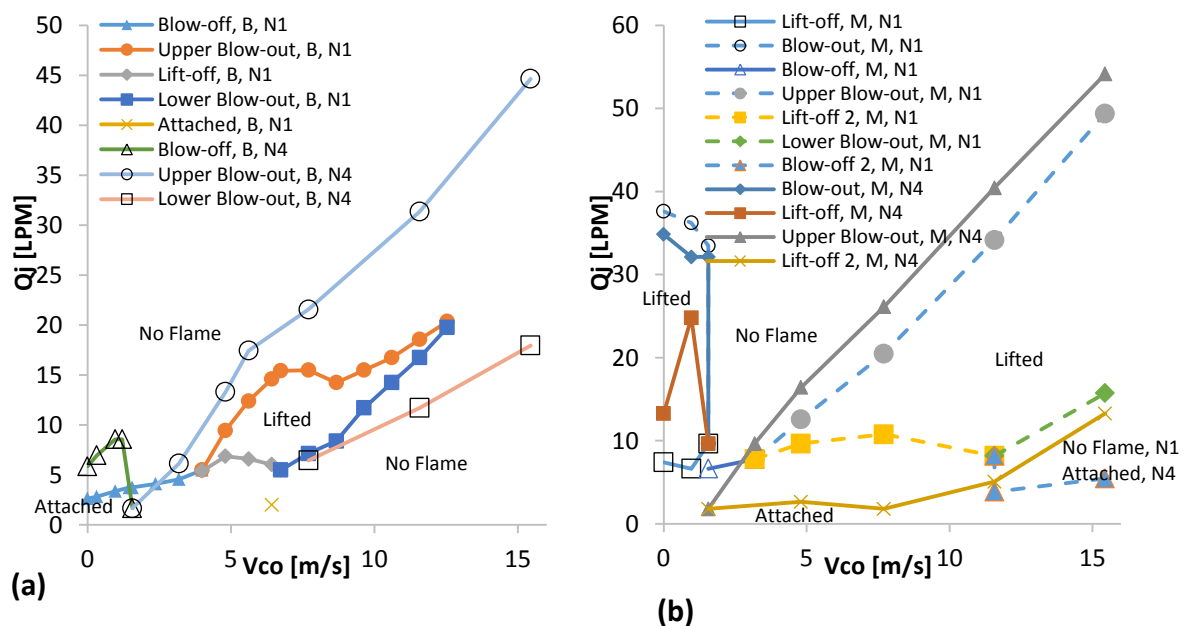 50
45
40
35
30
25
20
15
10
5
0
Qj [LPM]
Blow-off, B, N1
Upper Blow-out, B, N1
Lift-off, B, N1
Lower Blow-out, B, N1
Attached, B, N1
Blow-off, B, N4
Upper Blow-out, B, N4
Lower Blow-out, B, N4
No Flame
Lifted
No Flame
Attached
0 5 10 15
Vco [m/s]
(a)
60
50
40
30
20
10
0
Qj [LPM]
Lift-off, M, N1
Blow-out, M, N1
Blow-off, M, N1
Upper Blow-out, M, N1
Lift-off 2, M, N1
Lower Blow-out, M, N1
Blow-off 2, M, N1
Blow-out, M, N4
Lift-off, M, N4
Upper Blow-out, M, N4
Lift-off 2, M, N4
Lifted
No Flame
Lifted
No Flame, N1
Attached, N4
Attached
0 5 10 15
Vco [m/s]
(b)